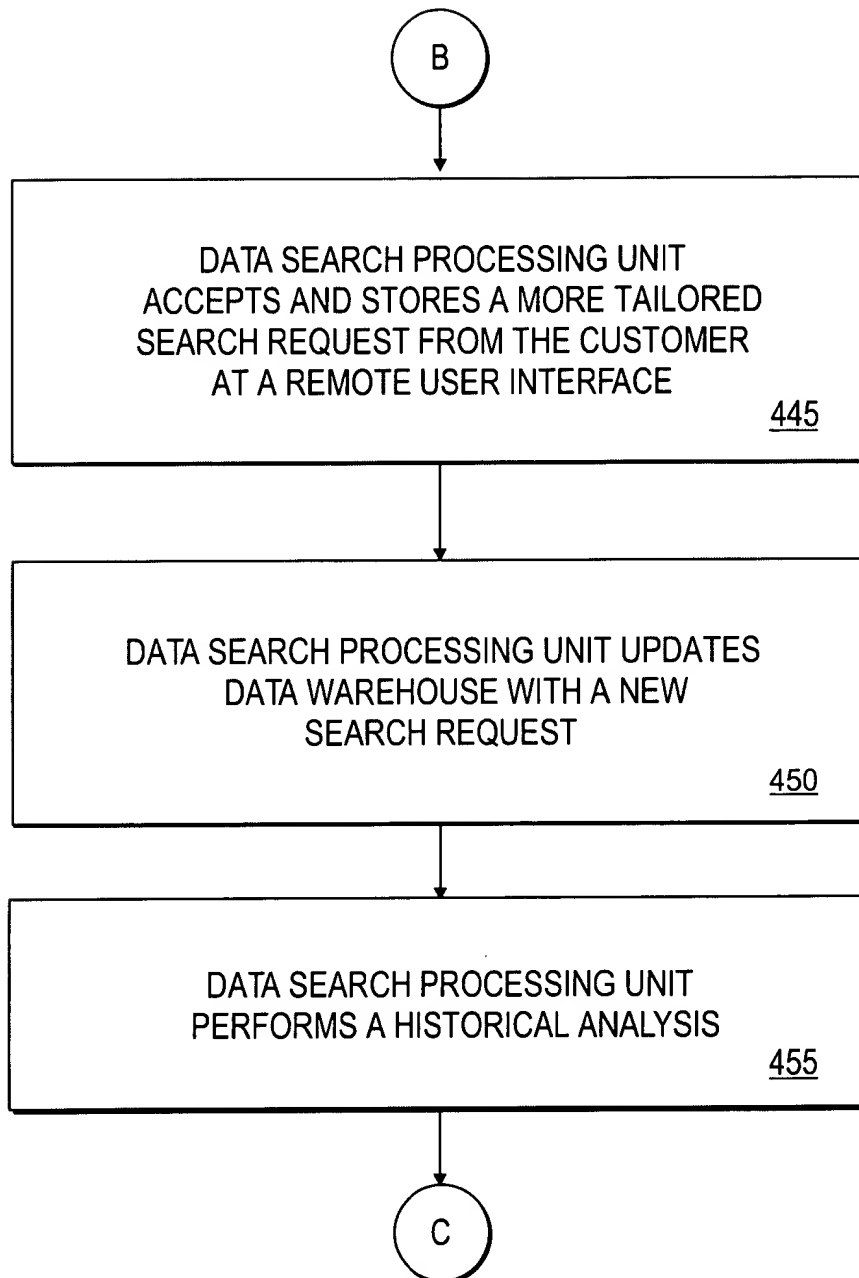 B
DATA SEARCH PROCESSING UNIT
ACCEPTS AND STORES A MORE TAILORED
SEARCH REQUEST FROM THE CUSTOMER
AT A REMOTE USER INTERFACE
445
DATA SEARCH PROCESSING UNIT UPDATES
DATA WAREHOUSE WITH A NEW
SEARCH REQUEST
450
DATA SEARCH PROCESSING UNIT
PERFORMS A HISTORICAL ANALYSIS
455
C